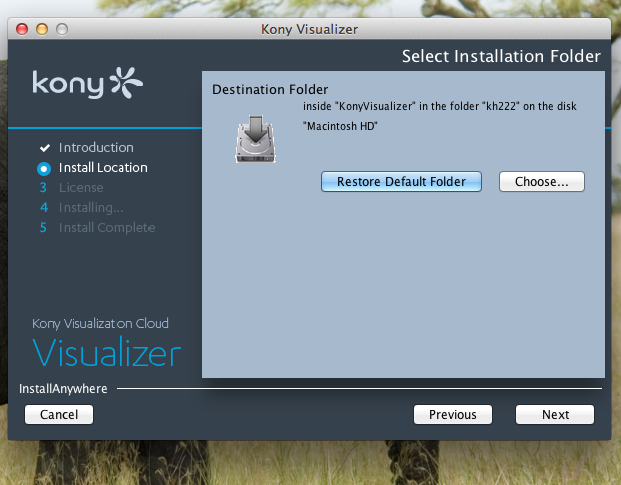 Kony Visualizer
Select Installation Folder
kony
Introduction
Install Location
3 License
4 Installing...
5 Install Complete
Destination Folder
inside "KonyVisualizer" in the folder "kh222" on the disk
"Macintosh HD"
Restore Default Folder
Choose...
Kony Visualization Cloud
Visualizer
InstallAnywhere
Cancel
Previous
Next